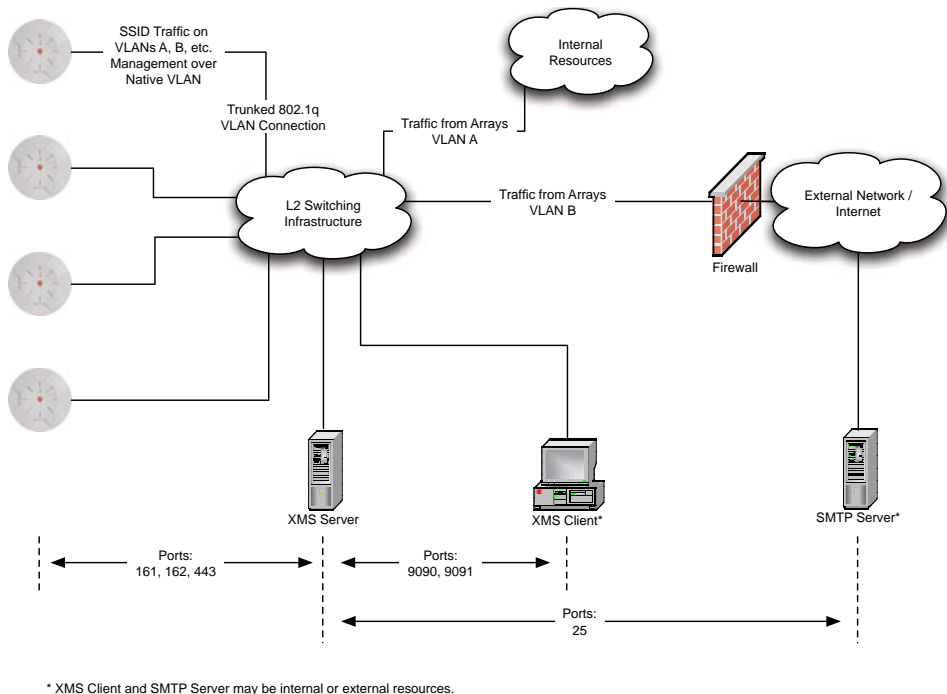 SSID Traffic on
VLANs A, B, etc.
Management over
Native VLAN
Internal
Resources
Trunked 802.1q
VLAN Connection
Traffic from Arrays
VLAN A
L2 Switching
Infrastructure
Traffic from Arrays
VLAN B
External Network /
Internet
Firewall
XMS Server
XMS Client*
SMTP Server*
Ports:
161, 162, 443
Ports:
9090, 9091
Ports:
25
* XMS Client and SMTP Server may be internal or external resources.